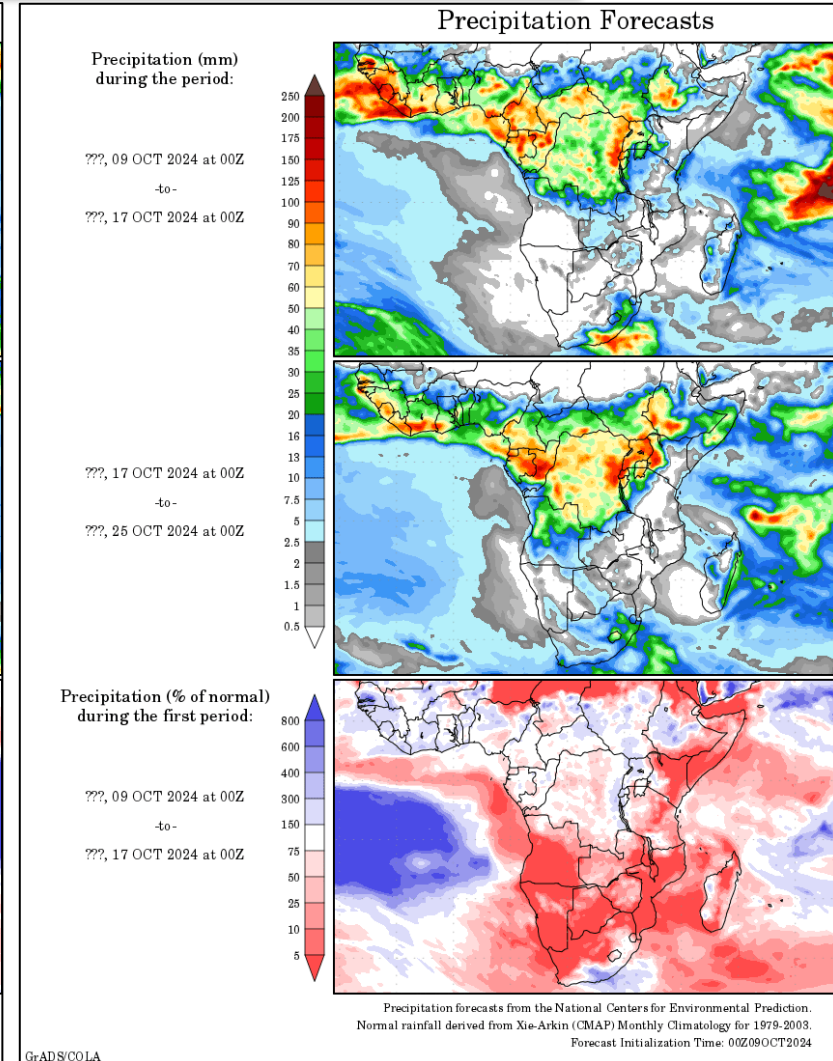 Precipitation Forecasts
Precipitation (mm)
during the period:
???, 09 OCT 2024 at 00Z
-to-
???, 17 OCT 2024 at 00Z
250
200
175
150
125
100
90
80
70
60
50
40
35
30
25
20
16
13
10
7.5
5
2.5
2
1.5
1
0.5
???, 17 OCT 2024 at 00Z
-to-
???, 25 OCT 2024 at 00Z
Precipitation (% of normal)
during the first period:
???, 09 OCT 2024 at 00Z
-to-
???, 17 OCT 2024 at 00Z
800
600
400
300
150
75
50
25
10
5
Precipitation forecasts from the National Centers for Environmental Prediction.
Normal rainfall derived from Xie-Arkin (CMAP) Monthly Climatology for 1979-2003.
Forecast Initialization Time: 00Z09OCT2024
GrADS/COLA